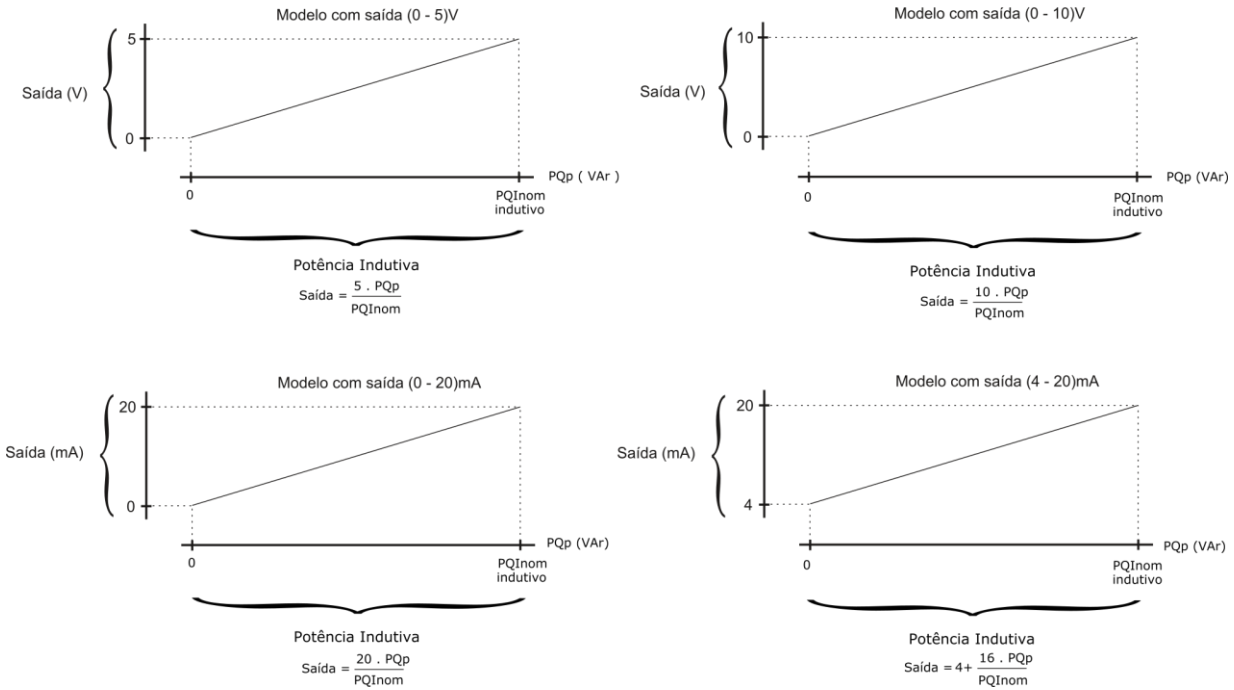 Modelo com saída (0 - 5)V
5
Saída (V)
0
PQp ( VAr )
0
PQInom
indutivo
Potência Indutiva
Saída = 5 . PQp
PQInom
Modelo com saída (0 - 10)V
10
Saída (V)
0
PQp (VAr)
0
PQInom
indutivo
Potência Indutiva
Saída = 10 . PQp
PQInom
Modelo com saída (0 - 20)mA
20
Saída (mA)
0
PQp (VAr)
0
PQInom
indutivo
Potência Indutiva
Saída = 20 . PQp
PQInom
Modelo com saída (4 - 20)mA
20
Saída (mA)
4
PQp (VAr)
0
PQInom
indutivo
Potência Indutiva
Saída = 4+ 16 . PQp
PQInom